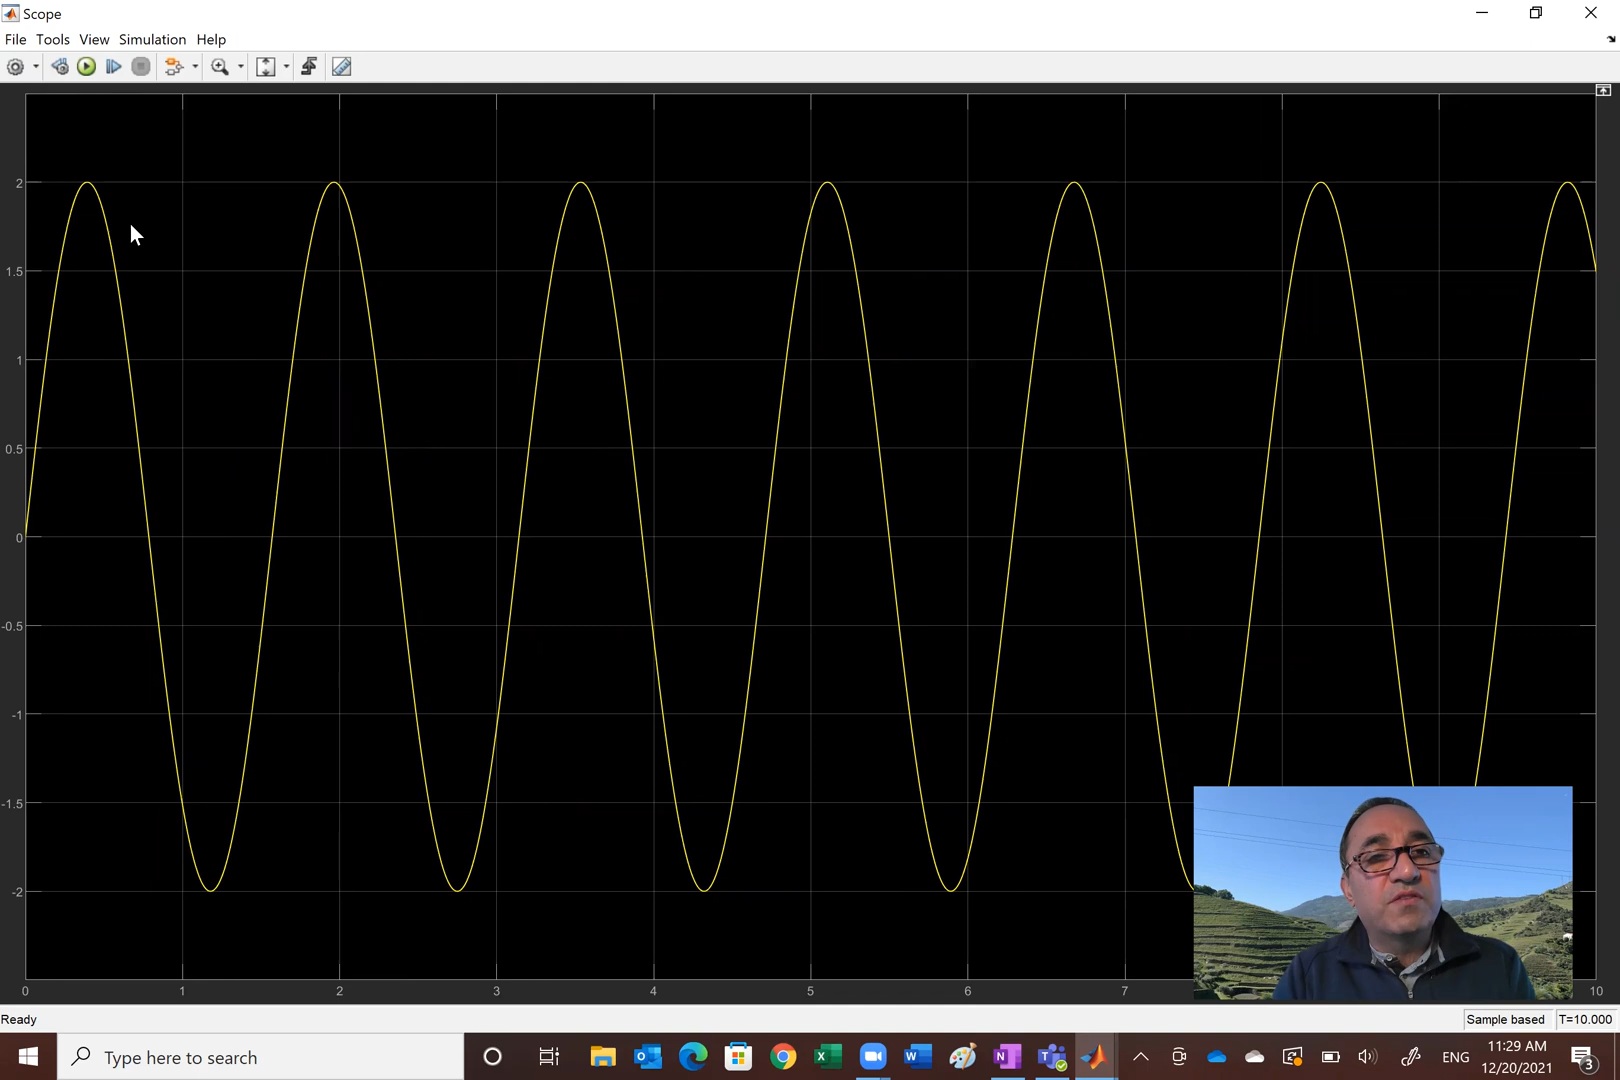 Scope
File Tools View Simulation Help
2
1.5
1
0.5
0
-0.5
-1
-1.5
-2
0 1 2 3 4 5 6 7 10
Ready
Sample based T=10.000
Type here to search
ENG
11:29 AM
12/20/2021
3